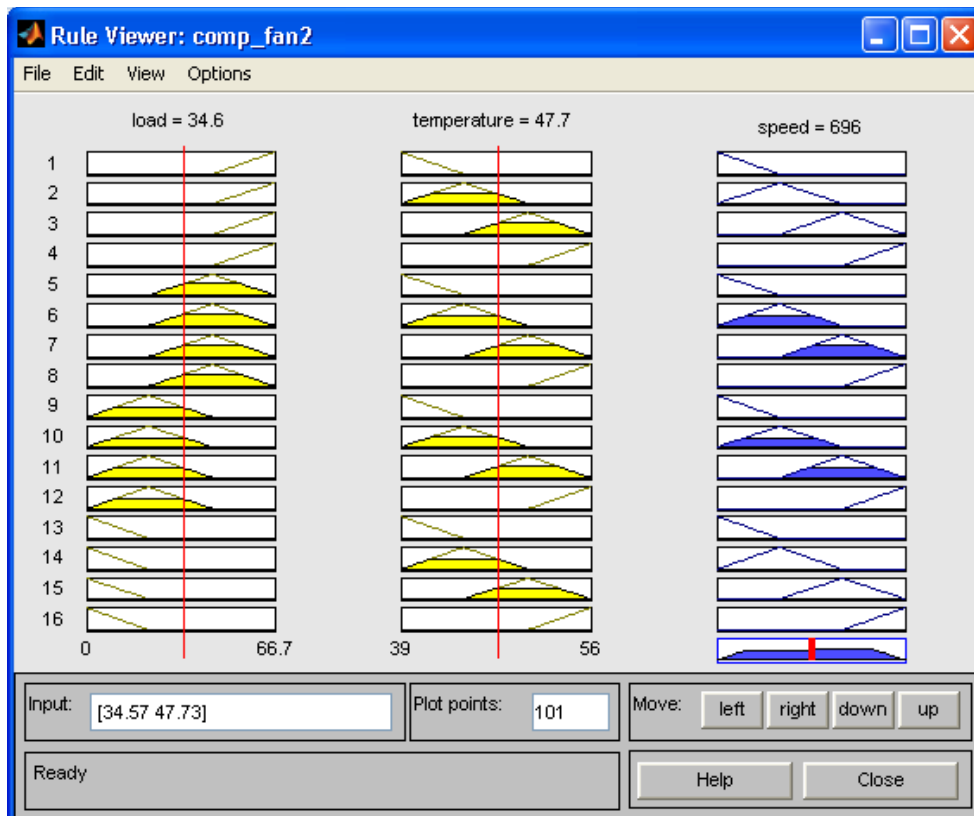 Rule Viewer: comp_fan2
File Edit View Options
load = 34.6 temperature = 47.7 speed = 696
1
2
3
4
5
6
7
8
9
10
11
12
13
14
15
16
0 66.7 39 56
Input: [34.57 47.73] Plot points: 101 Move: left right down up
Ready Help Close